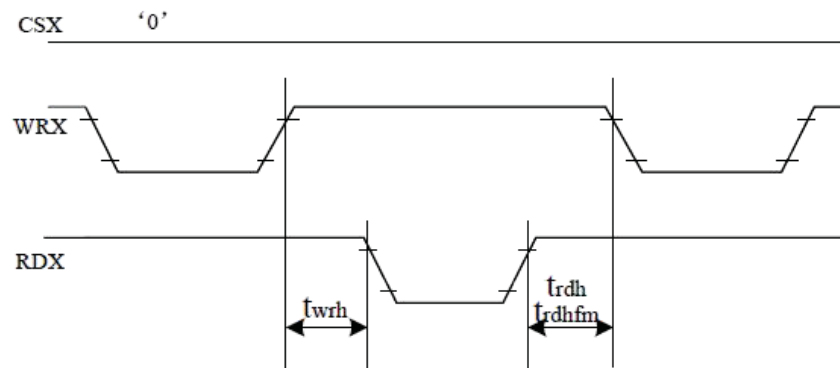 CSX ‘0’
WRX
RDX
trdh
twrh trdhfm